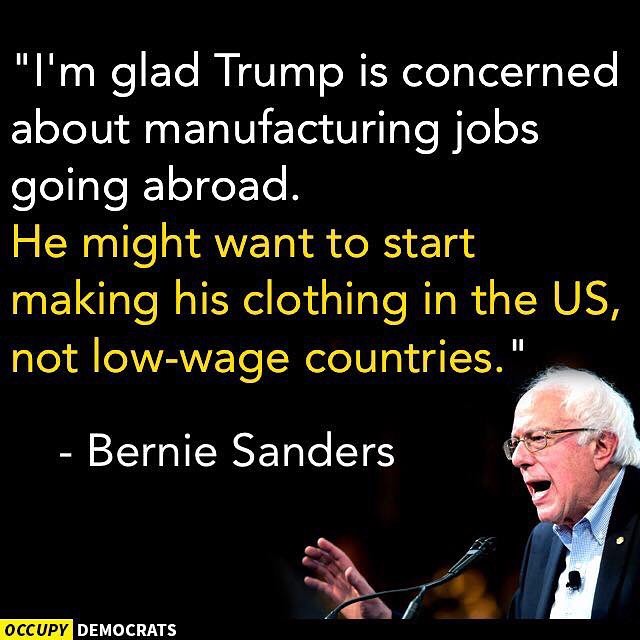 "I'm glad Trump is concerned
about manufacturing jobs
going abroad.
He might want to start
making his clothing in the US,
not low-wage countries."
- Bernie Sanders
OCCUPY DEMOCRATS